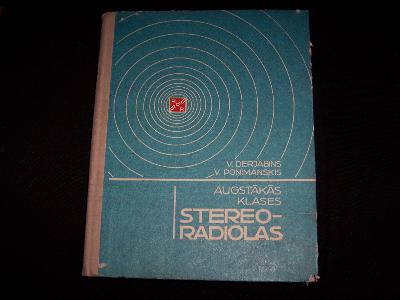 V. DERJABINS
V. PONIMANSKIS
AUGSTĀKĀS
KLASES
STEREO-
RADIOLAS